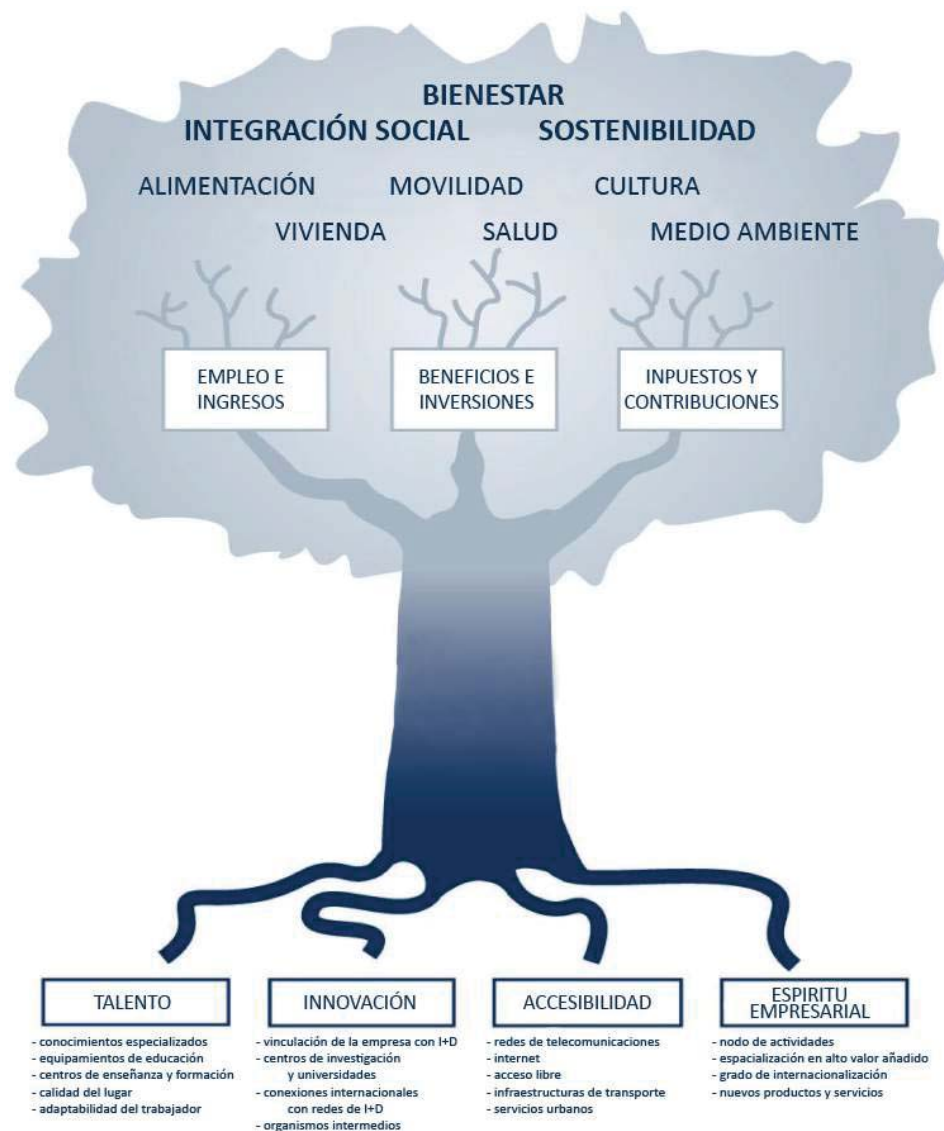 BIENESTAR
INTEGRACIÓN SOCIAL SOSTENIBILIDAD
ALIMENTACIÓN MOVILIDAD CULTURA
VIVIENDA SALUD MEDIO AMBIENTE
EMPLEO E
INGRESOS
BENEFICIOS E
INVERSIONES
INPUESTOS Y
CONTRIBUCIONES
TALENTO
- conocimientos especializados
- equipamientos de educación
- centros de enseñanza y formación
- calidad del lugar
- adaptabilidad del trabajador
INNOVACIÓN
- vinculación de la empresa con I+D
- centros de investigación
y universidades
- conexiones internacionales
con redes de I+D
- organismos intermedios
ACCESIBILIDAD
- redes de telecomunicaciones
- internet
- acceso libre
- infraestructuras de transporte
- servicios urbanos
ESPIRITU
EMPRESARIAL
- nodo de actividades
- espacialización en alto valor añadido
- grado de internacionalización
- nuevos productos y servicios